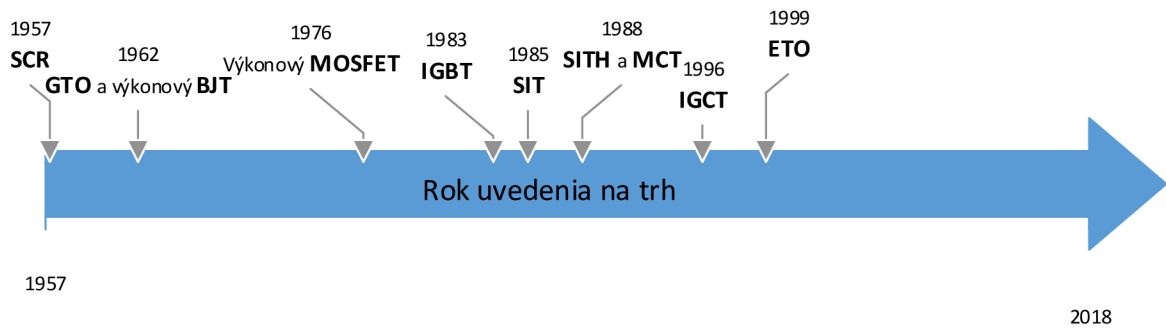 1957
SCR
1962
GTO a výkonový BJT
1976
Výkonový MOSFET
1983
IGBT
1985
SIT
1988
SITH a MCT
1996
IGCT
1999
ETO
Rok uvedenia na trh
1957
2018